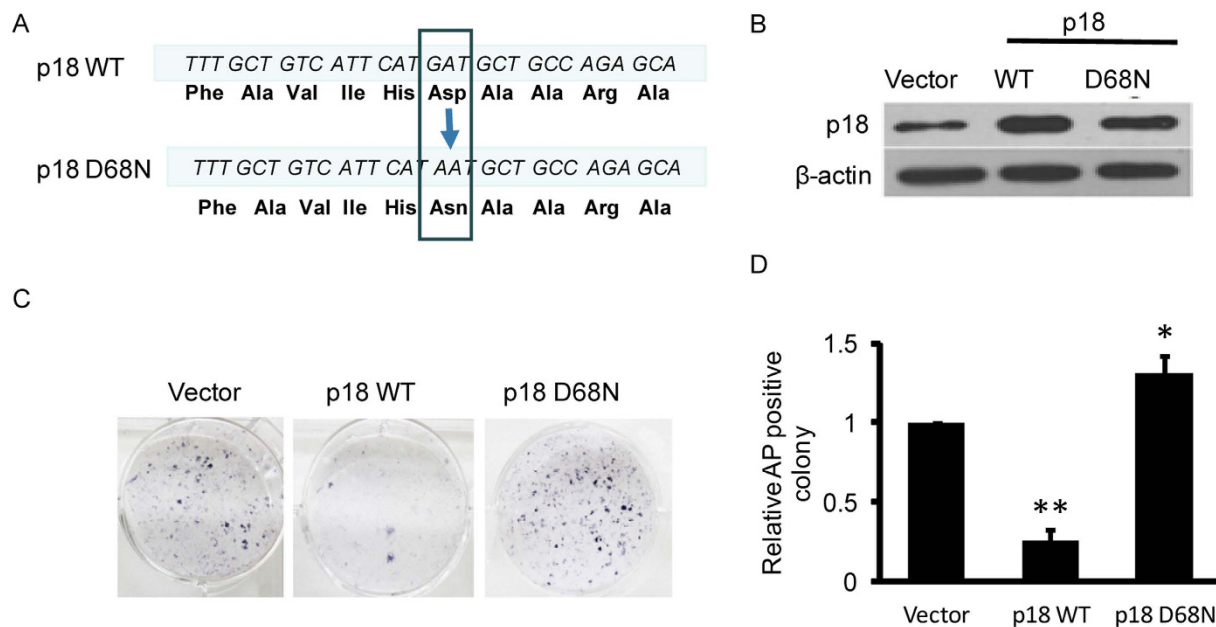 A
p18 WT
TTT GCT GTC ATT CAT GAT GCT GCC AGA GCA
Phe Ala Val Ile His Asp Ala Ala Arg Ala
p18 D68N
TTT GCT GTC ATT CAT AAT GCT GCC AGA GCA
Phe Ala Val Ile His Asn Ala Ala Arg Ala
B
p18
Vector WT D68N
p18
β-actin
C
Vector p18 WT p18 D68N
D
Relative AP positive
colony
1.5
1
0.5
0
**
*
Vector p18 WT p18 D68N